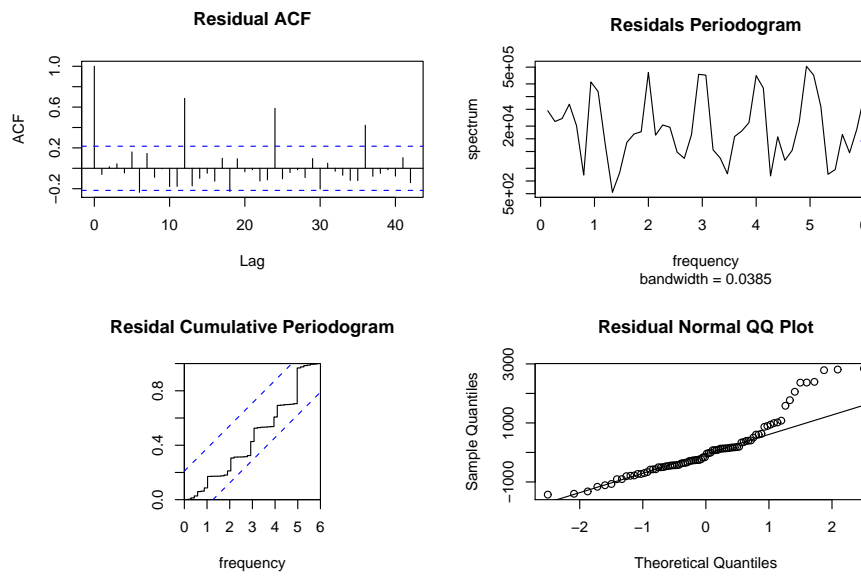 Residual ACF
ACF
1.0
0.6
0.2
−0.2
0 10 20 30 40
Lag
Residals Periodogram
spectrum
5e+05
2e+04
5e+02
0 1 2 3 4 5 6
frequency
bandwidth = 0.0385
Residal Cumulative Periodogram
0.8
0.4
0.0
0 1 2 3 4 5 6
frequency
Residual Normal QQ Plot
Sample Quantiles
3000
1000
−1000
−2 −1 0 1 2
Theoretical Quantiles